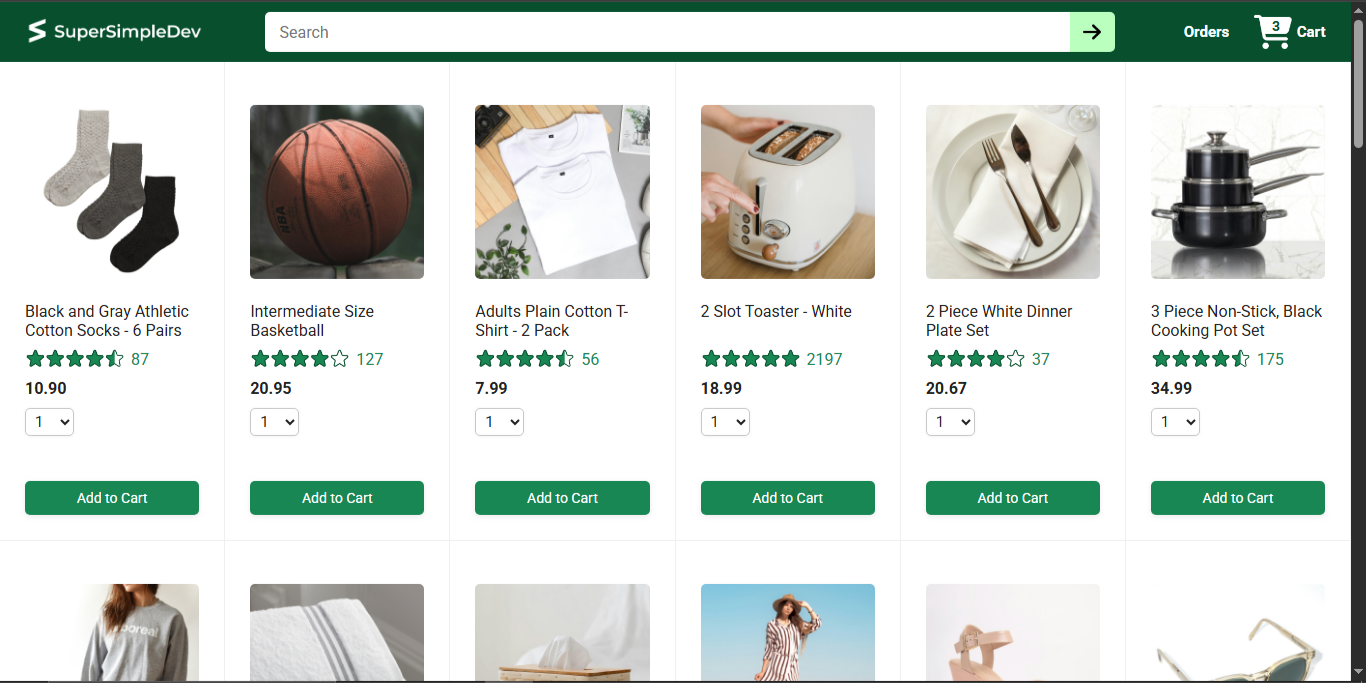 SuperSimpleDev
Search
Orders
3
Cart
NBA
Black and Gray Athletic
Cotton Socks - 6 Pairs
87
10.90
1
Add to Cart
Intermediate Size
Basketball
127
20.95
1
Add to Cart
Adults Plain Cotton T-
Shirt - 2 Pack
56
7.99
1
Add to Cart
2 Slot Toaster - White
2197
18.99
1
Add to Cart
2 Piece White Dinner
Plate Set
37
20.67
1
Add to Cart
3 Piece Non-Stick, Black
Cooking Pot Set
175
34.99
1
Add to Cart